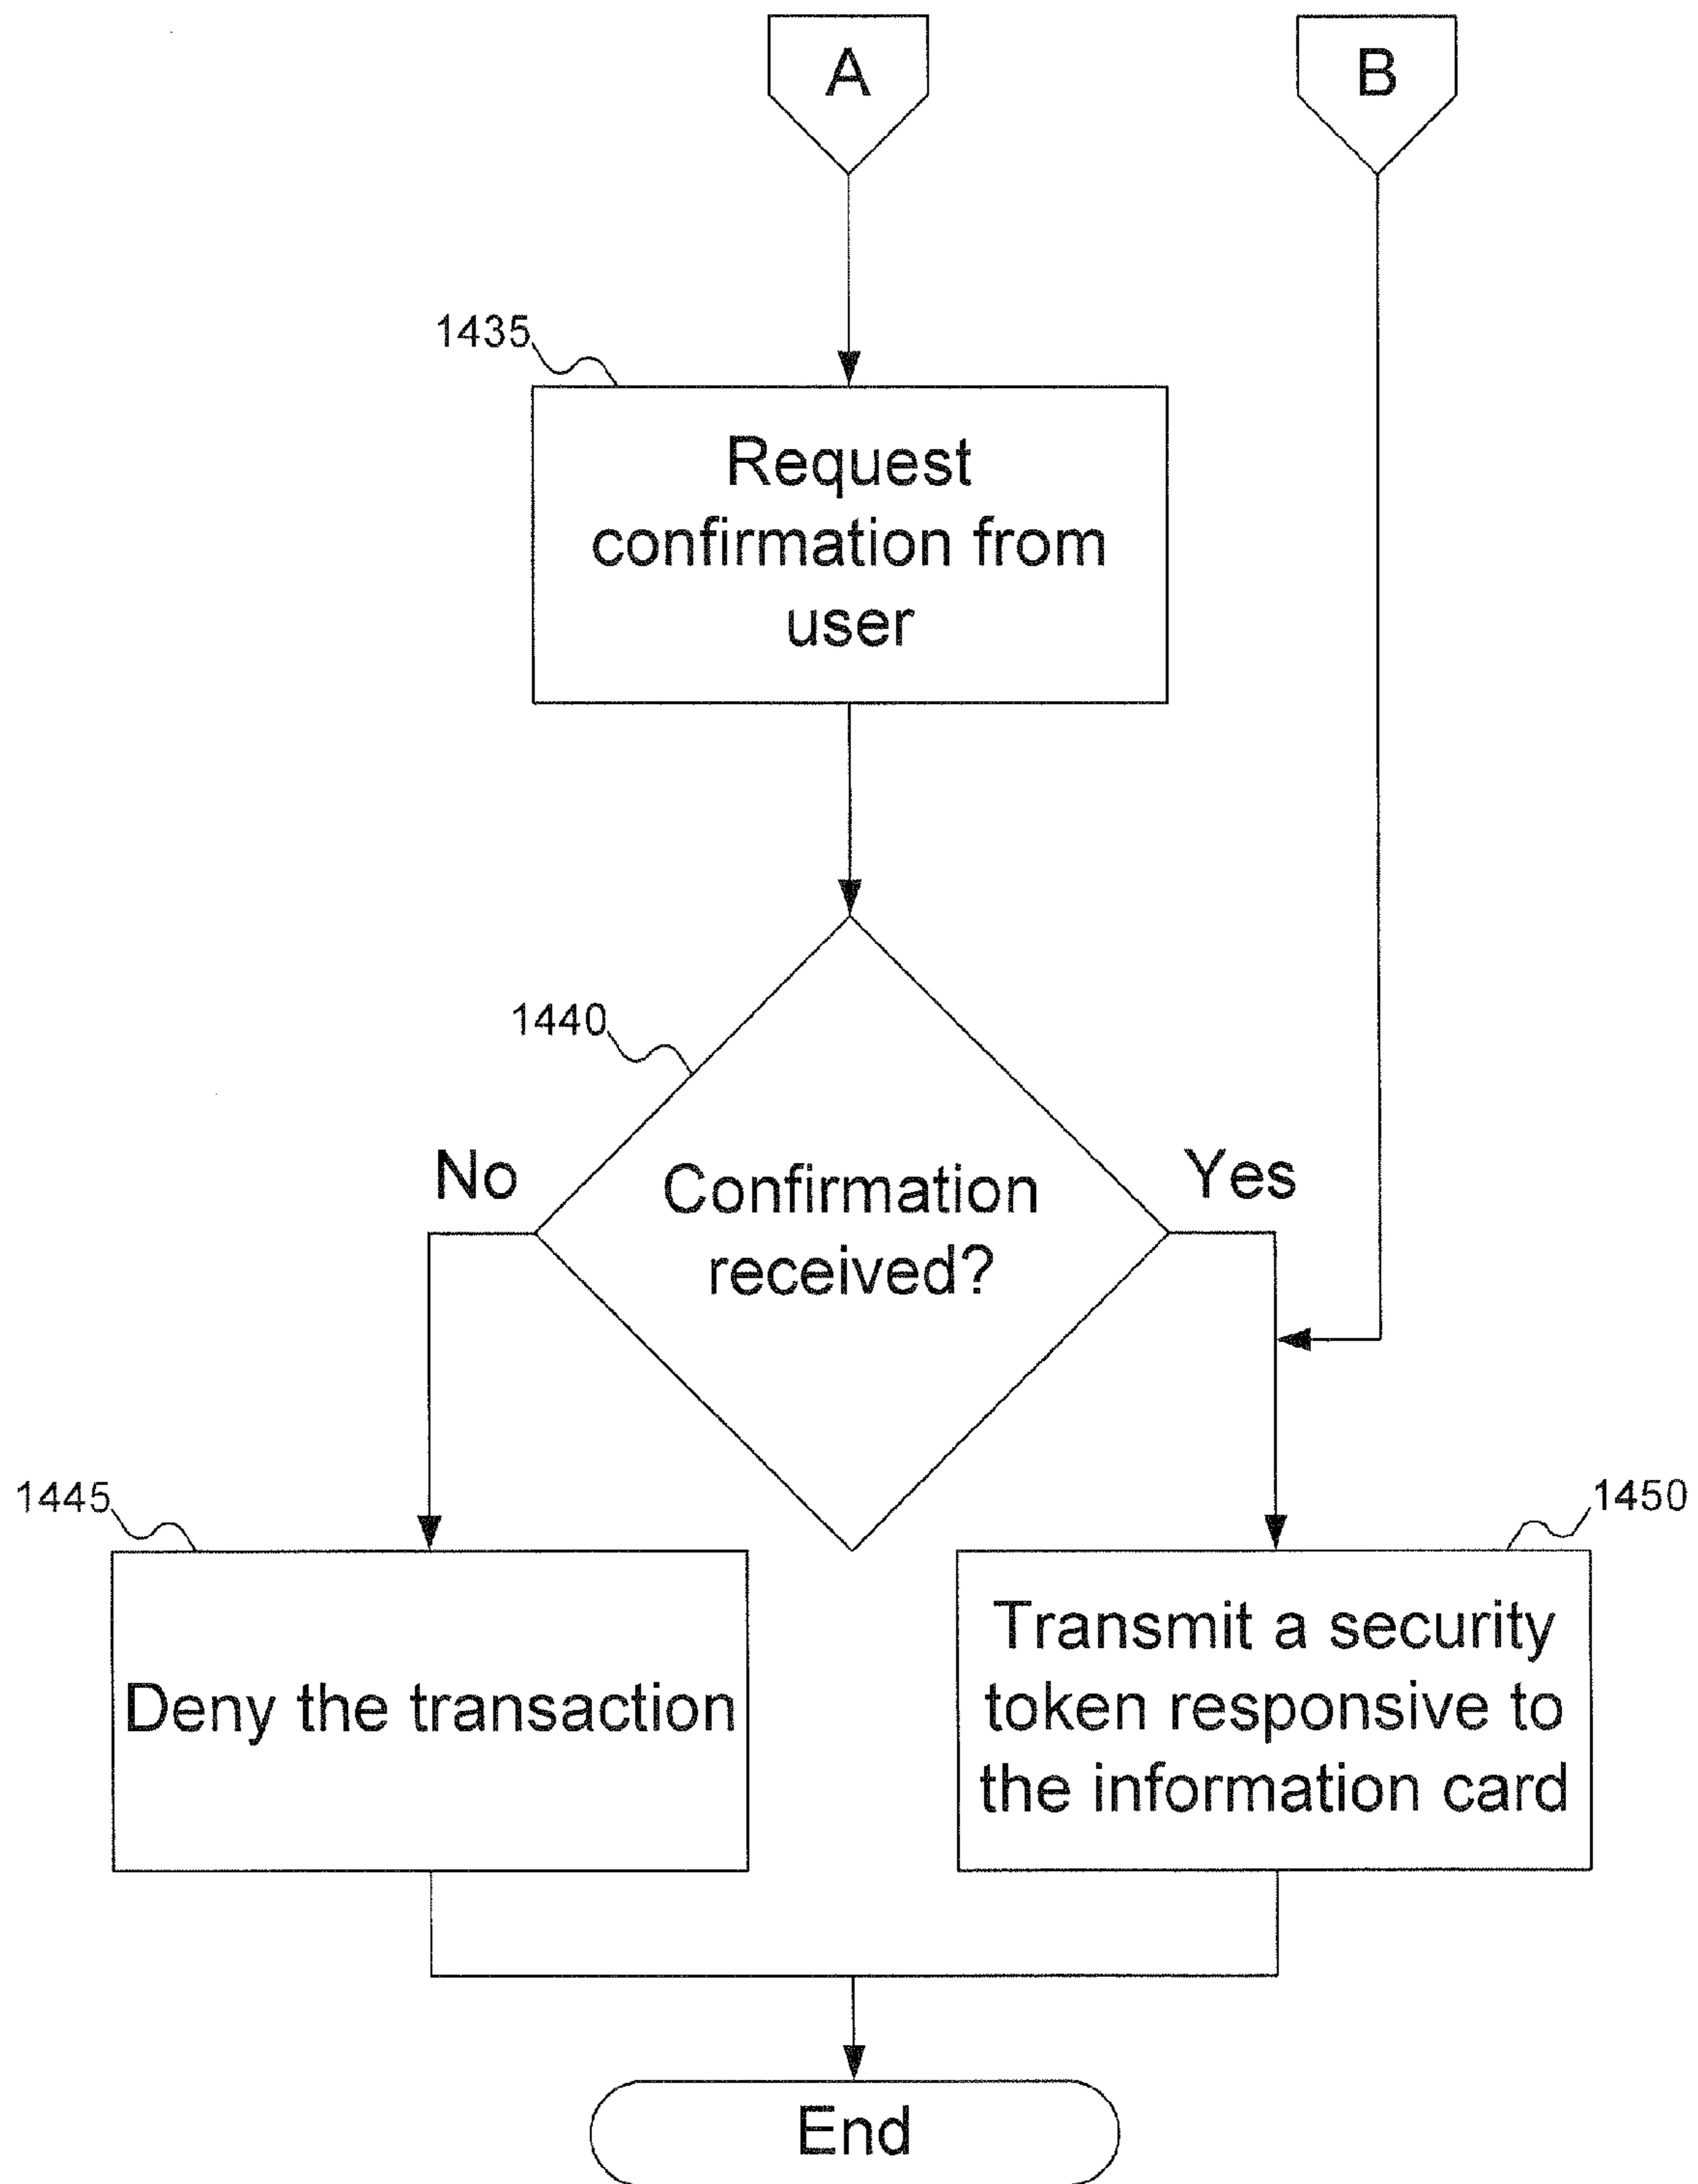 A
B
1435
Request
confirmation from
user
1440
No
Confirmation
received?
Yes
1445
Deny the transaction
1450
Transmit a security
token responsive to
the information card
End